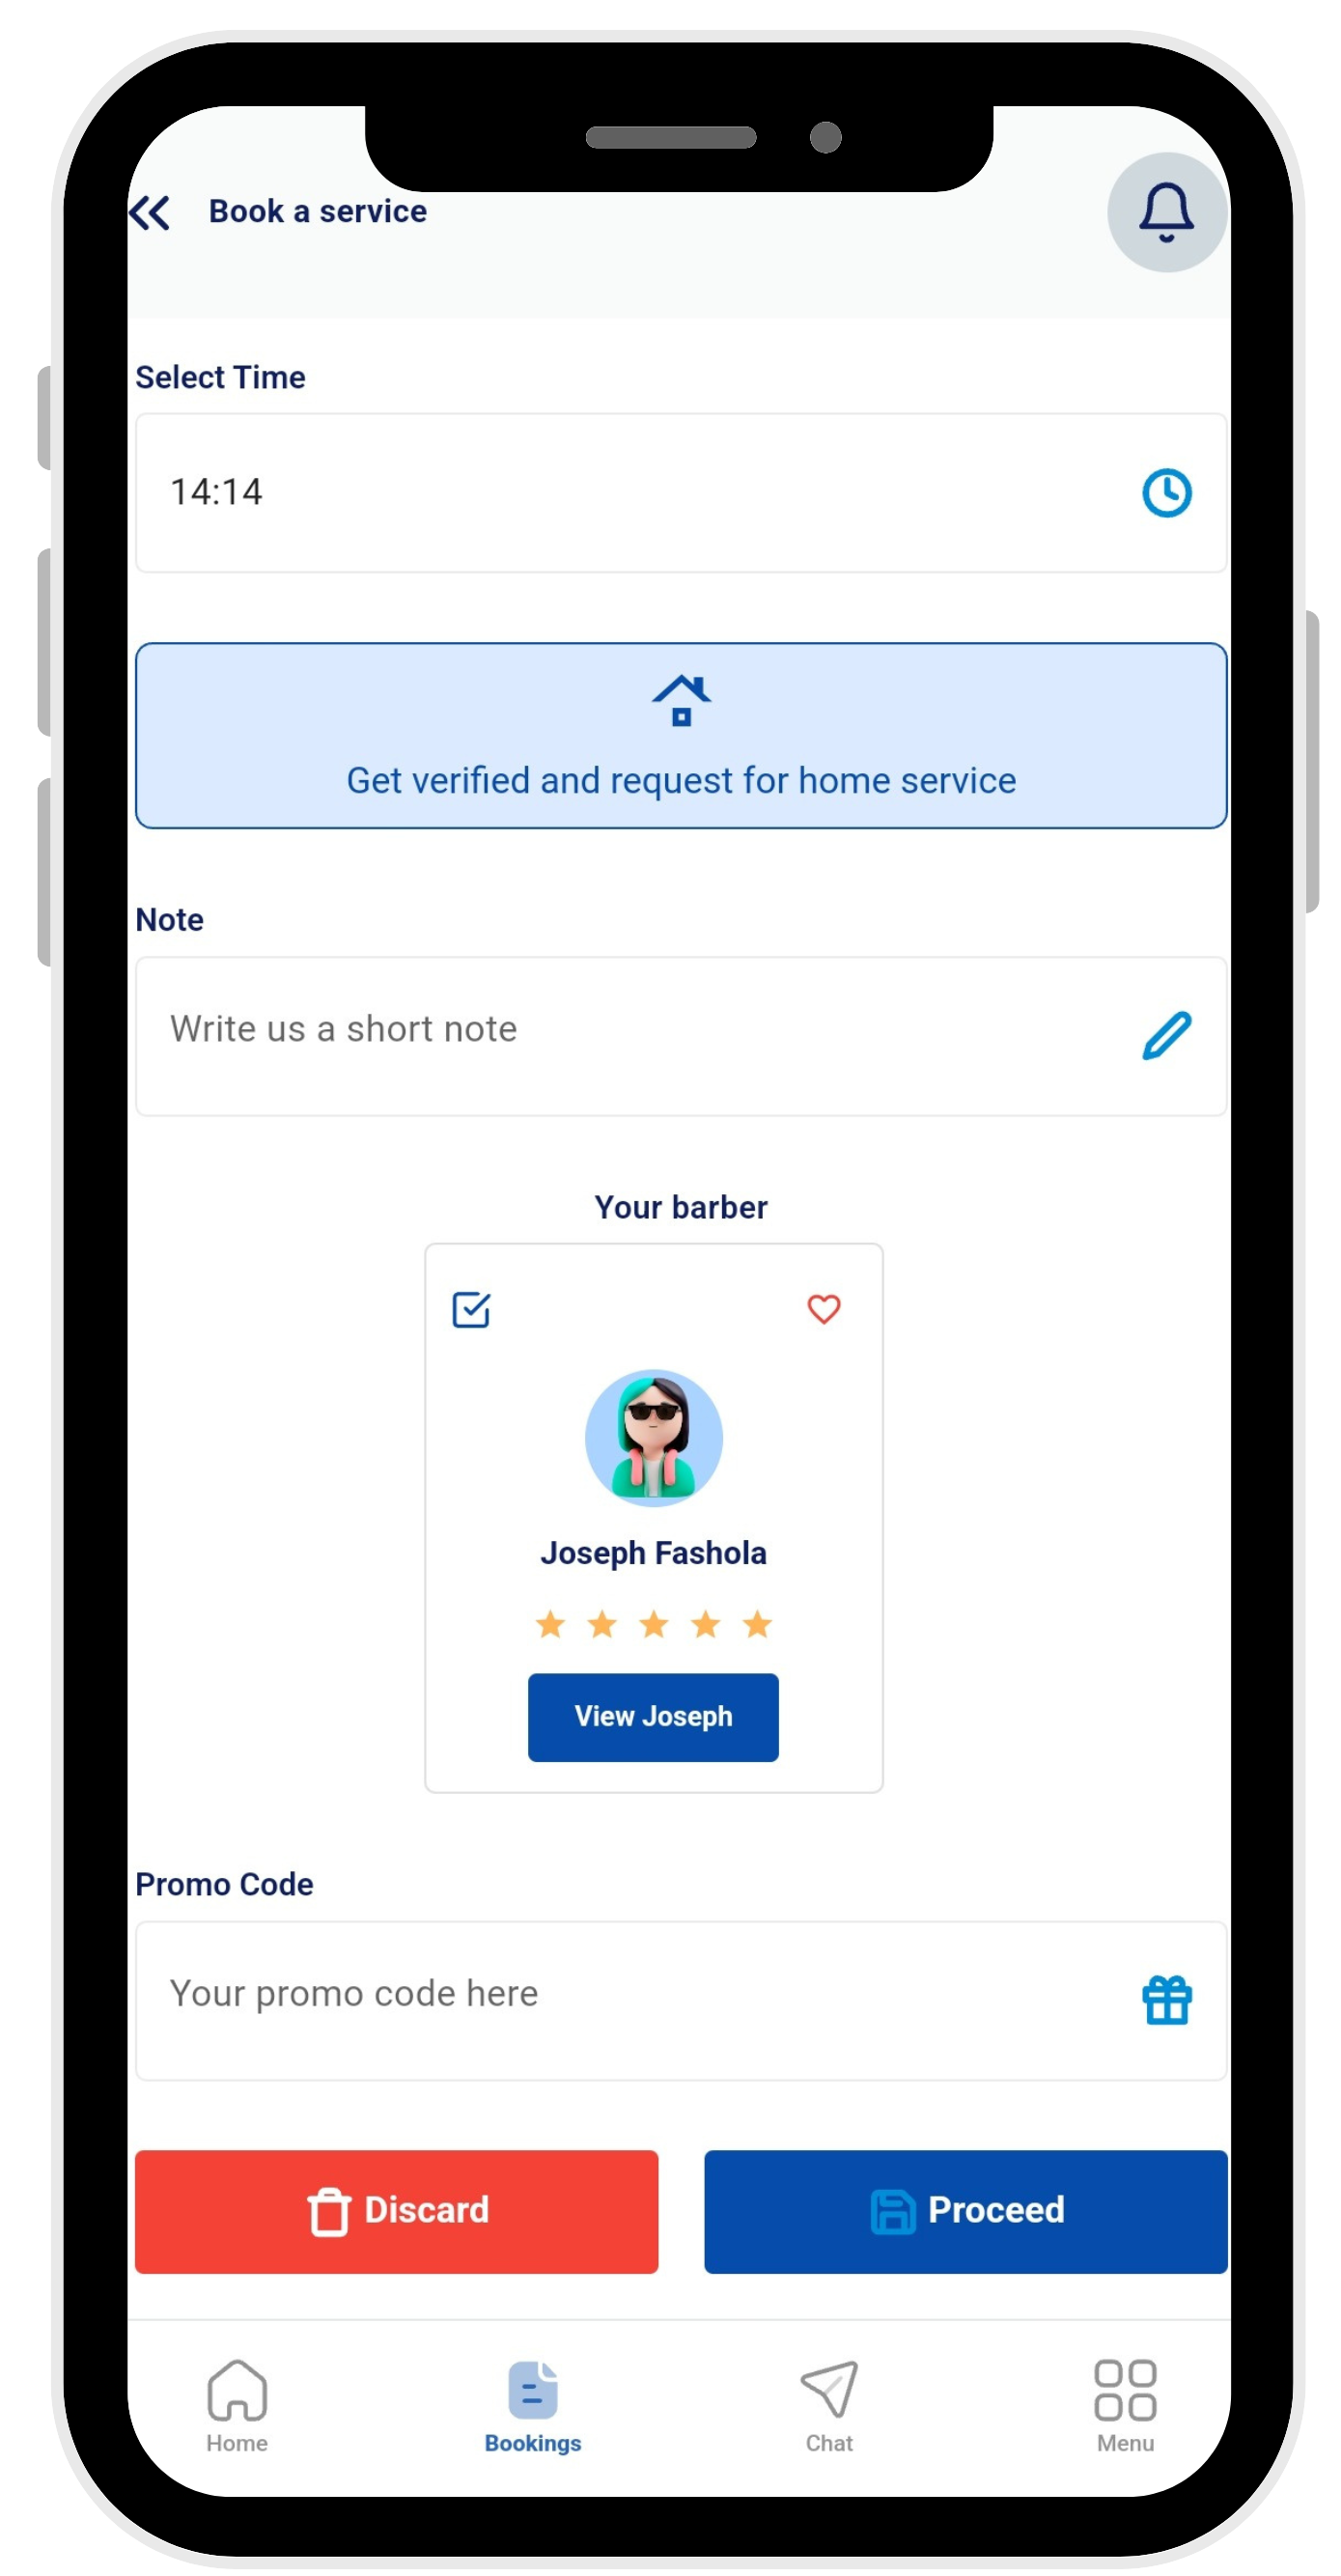 Book a service
Select Time
14:14
Get verified and request for home service
Note
Write us a short note
Your barber
Joseph Fashola
View Joseph
Promo Code
Your promo code here
Discard
Proceed
Home
Bookings
Chat
Menu